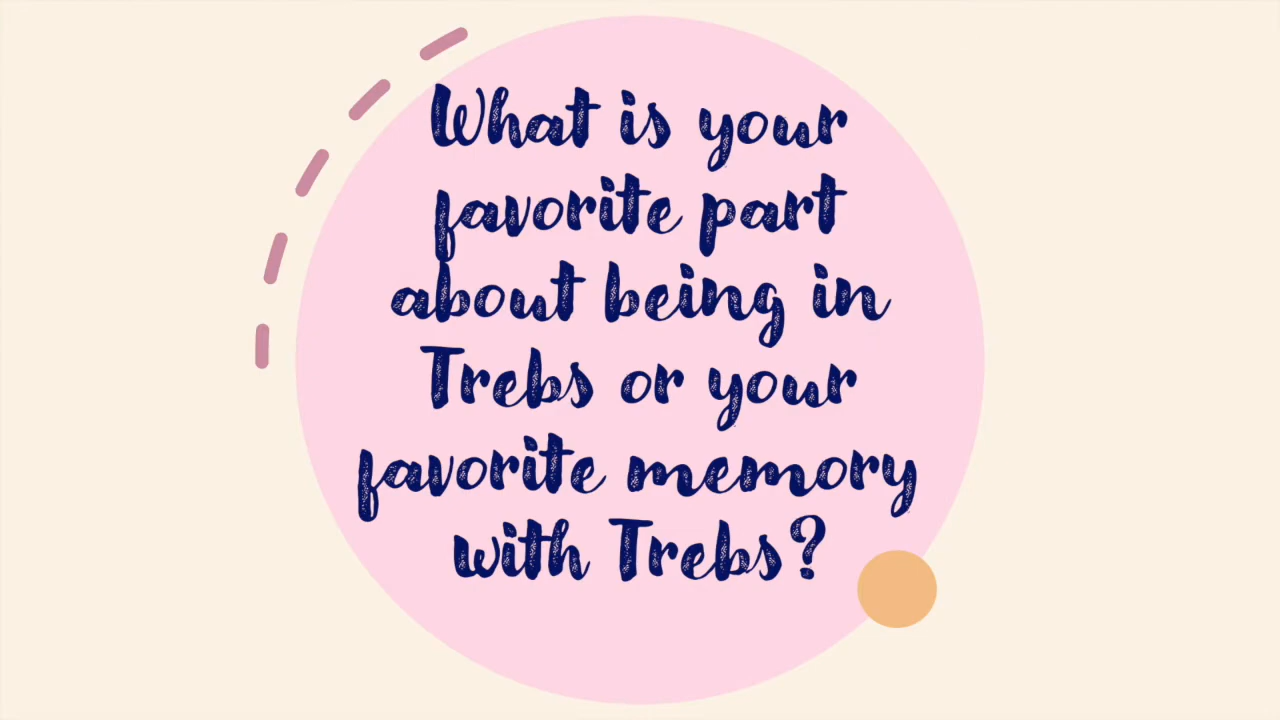 What is your
favorite part
about being in
Trebs or your
favorite memory
with Trebs?